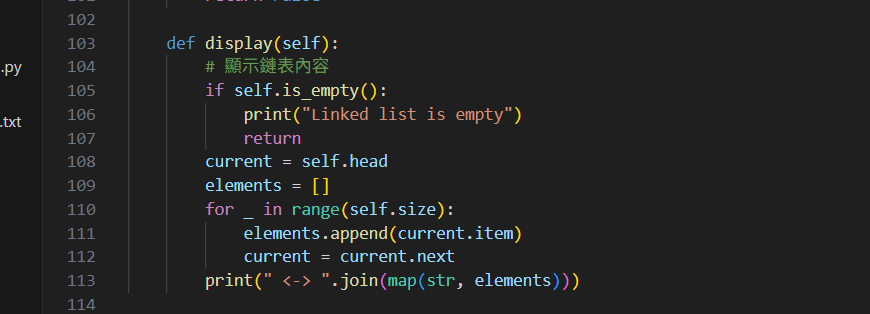 102
103 def display(self):
.py
104 # 顯示鏈表內容
105 if self.is_empty():
106 print("Linked list is empty")
.txt
107 return
108 current = self.head
109 elements = []
110 for _ in range(self.size):
111 elements.append(current.item)
112 current = current.next
113 print(" <-> ".join(map(str, elements)))
114